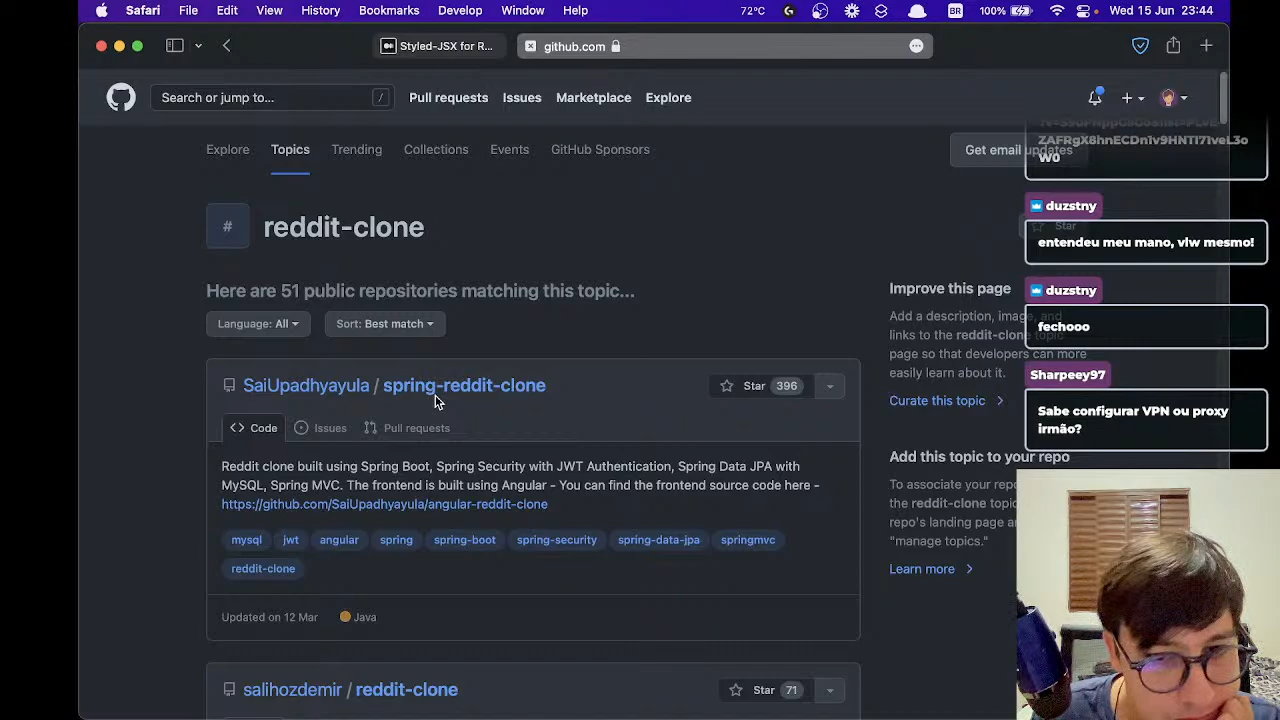 Safari File Edit View History Bookmarks Develop Window Help 72°C BR 100% Wed 15 Jun 23:44
Styled-JSX for R... github.com
Search or jump to... / Pull requests Issues Marketplace Explore
Explore Topics Trending Collections Events GitHub Sponsors Get email updates
ZAFRgX8hnECDn1v9HNTI71veL3o
W0
# reddit-clone Star
duzstny
entendeu meu mano, vlw mesmo!
Here are 51 public repositories matching this topic...
Language: All Sort: Best match
duzstny
fechooo
Sharpeey97
Sabe configurar VPN ou proxy
irmão?
SaiUpadhyayula / spring-reddit-clone Star 396
Code Issues Pull requests
Reddit clone built using Spring Boot, Spring Security with JWT Authentication, Spring Data JPA with
MySQL, Spring MVC. The frontend is built using Angular - You can find the frontend source code here -
https://github.com/SaiUpadhyayula/angular-reddit-clone
mysql jwt angular spring spring-boot spring-security spring-data-jpa springmvc
reddit-clone
Updated on 12 Mar Java
salihozdemir / reddit-clone Star 71
Improve this page
Add a description, image, and
links to the reddit-clone topic
page so that developers can more
easily learn about it.
Curate this topic
Add this topic to your repo
To associate your repository with
the reddit-clone topic
repo's landing page an
"manage topics."
Learn more